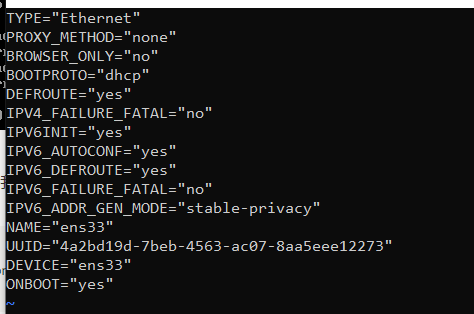 TYPE="Ethernet"
PROXY_METHOD="none"
BROWSER_ONLY="no"
BOOTPROTO="dhcp"
DEFROUTE="yes"
IPV4_FAILURE_FATAL="no"
IPV6INIT="yes"
IPV6_AUTOCONF="yes"
IPV6_DEFROUTE="yes"
IPV6_FAILURE_FATAL="no"
IPV6_ADDR_GEN_MODE="stable-privacy"
NAME="ens33"
UUID="4a2bd19d-7beb-4563-ac07-8aa5eee12273"
DEVICE="ens33"
ONBOOT="yes"
~